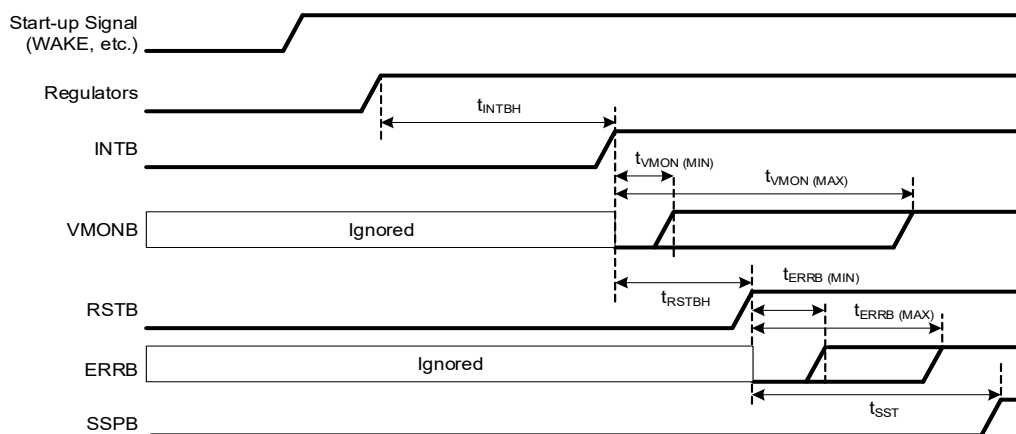 Start-up Signal
(WAKE, etc.)
Regulators
tINTBH
INTB
tVMON (MIN)
tVMON (MAX)
VMONB
Ignored
tRSTBH
tERRB (MIN)
RSTB
tERRB (MAX)
ERRB
Ignored
tSST
SSPB